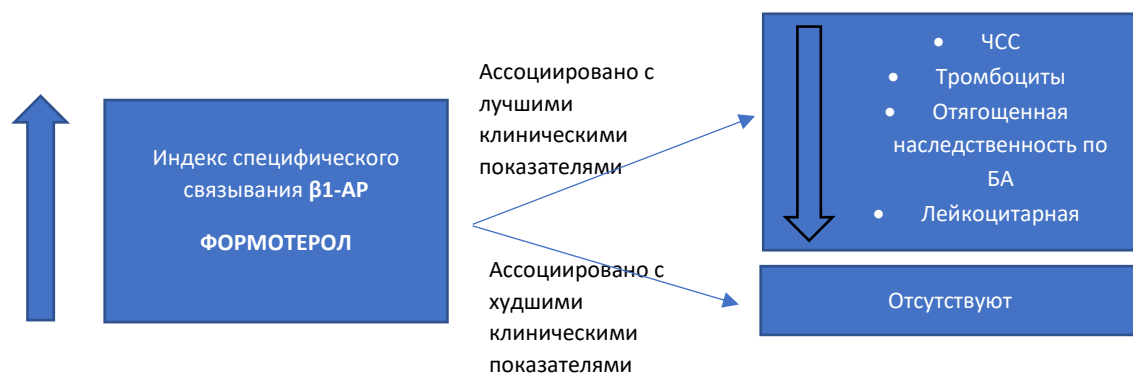 Индекс специфического
связывания β1-АР
ФОРМОТЕРОЛ
Ассоциировано с
лучшими
клиническими
показателями
Ассоциировано с
худшими
клиническими
показателями
• ЧСС
• Тромбоциты
• Отягощенная
наследственность по
БА
• Лейкоцитарная
Отсутствуют